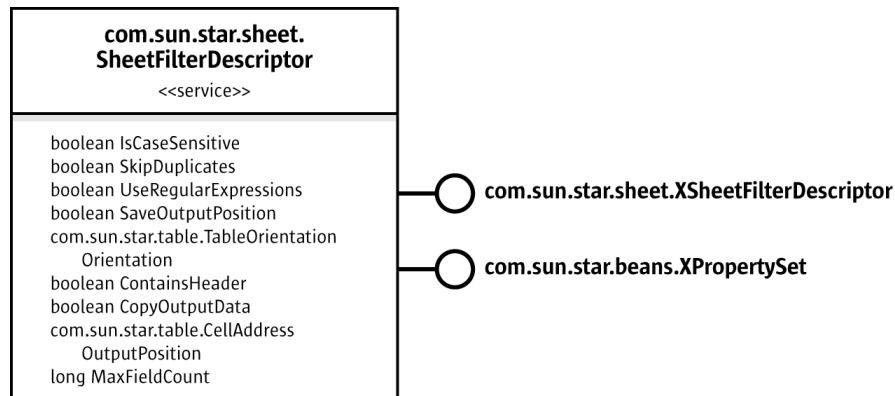 com.sun.star.sheet.
SheetFilterDescriptor
<<service>>
boolean IsCaseSensitive
boolean SkipDuplicates
boolean UseRegularExpressions
boolean SaveOutputPosition
com.sun.star.table.TableOrientation
Orientation
boolean ContainsHeader
boolean CopyOutputData
com.sun.star.table.CellAddress
OutputPosition
long MaxFieldCount
com.sun.star.sheet.XSheetFilterDescriptor
com.sun.star.beans.XPropertySet